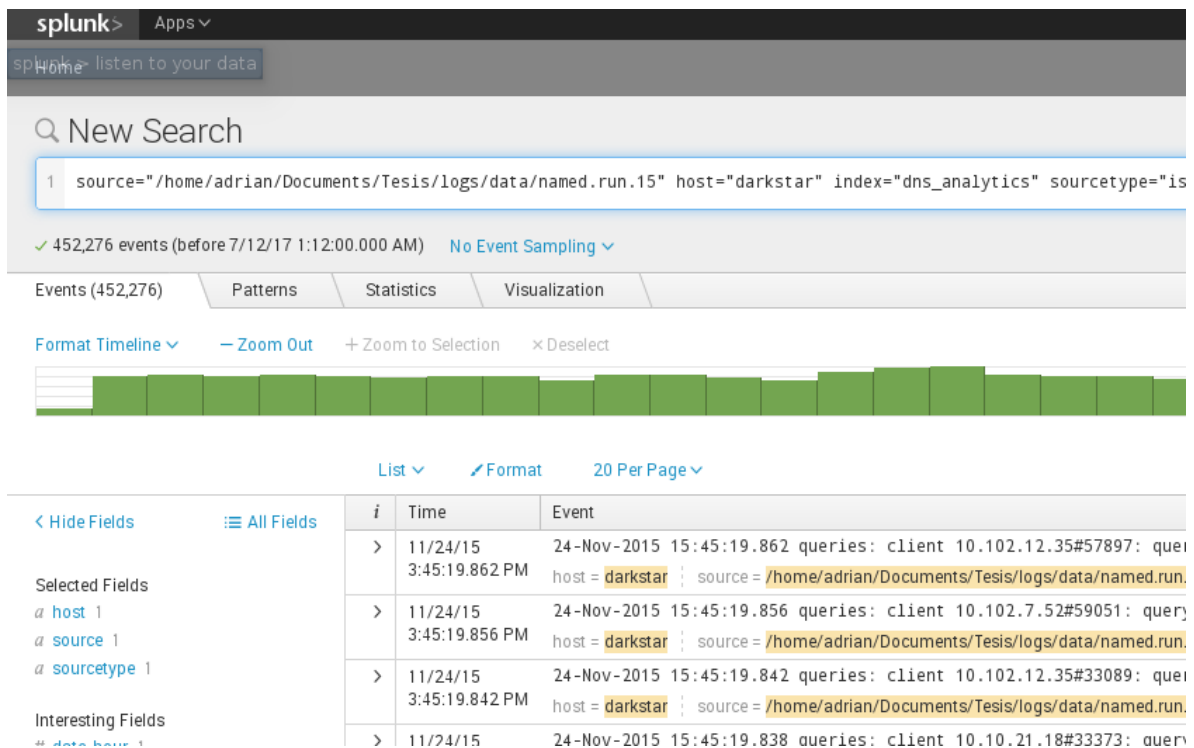 splunk> Apps
Home
splunk > listen to your data
New Search
1 source="/home/adrian/Documents/Tesis/logs/data/named.run.15" host="darkstar" index="dns_analytics" sourcetype="is
452,276 events (before 7/12/17 1:12:00.000 AM) No Event Sampling
Events (452,276) Patterns Statistics Visualization
Format Timeline — Zoom Out + Zoom to Selection × Deselect
List Format 20 Per Page
< Hide Fields All Fields
i Time Event
> 11/24/15 3:45:19.862 PM
24-Nov-2015 15:45:19.862 queries: client 10.102.12.35#57897: quer
host = darkstar source = /home/adrian/Documents/Tesis/logs/data/named.run.
Selected Fields
a host 1
a source 1
a sourcetype 1
> 11/24/15 3:45:19.856 PM
24-Nov-2015 15:45:19.856 queries: client 10.102.7.52#59051: query
host = darkstar source = /home/adrian/Documents/Tesis/logs/data/named.run.
> 11/24/15 3:45:19.842 PM
24-Nov-2015 15:45:19.842 queries: client 10.102.12.35#33089: quer
host = darkstar source = /home/adrian/Documents/Tesis/logs/data/named.run.
Interesting Fields
# date_hour 1
> 11/24/15
24-Nov-2015 15:45:19.838 queries: client 10.10.21.18#33373: query